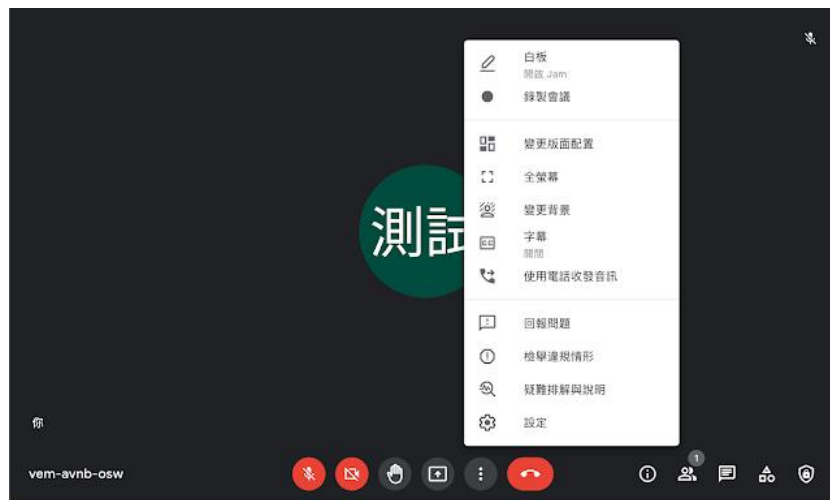 白板
開啟 Jam
錄製會議
變更版面配置
全螢幕
變更背景
測試
字幕
關閉
使用電話收發音訊
回報問題
檢舉違規情形
疑難排解與說明
設定
你
vem-avnb-osw
1